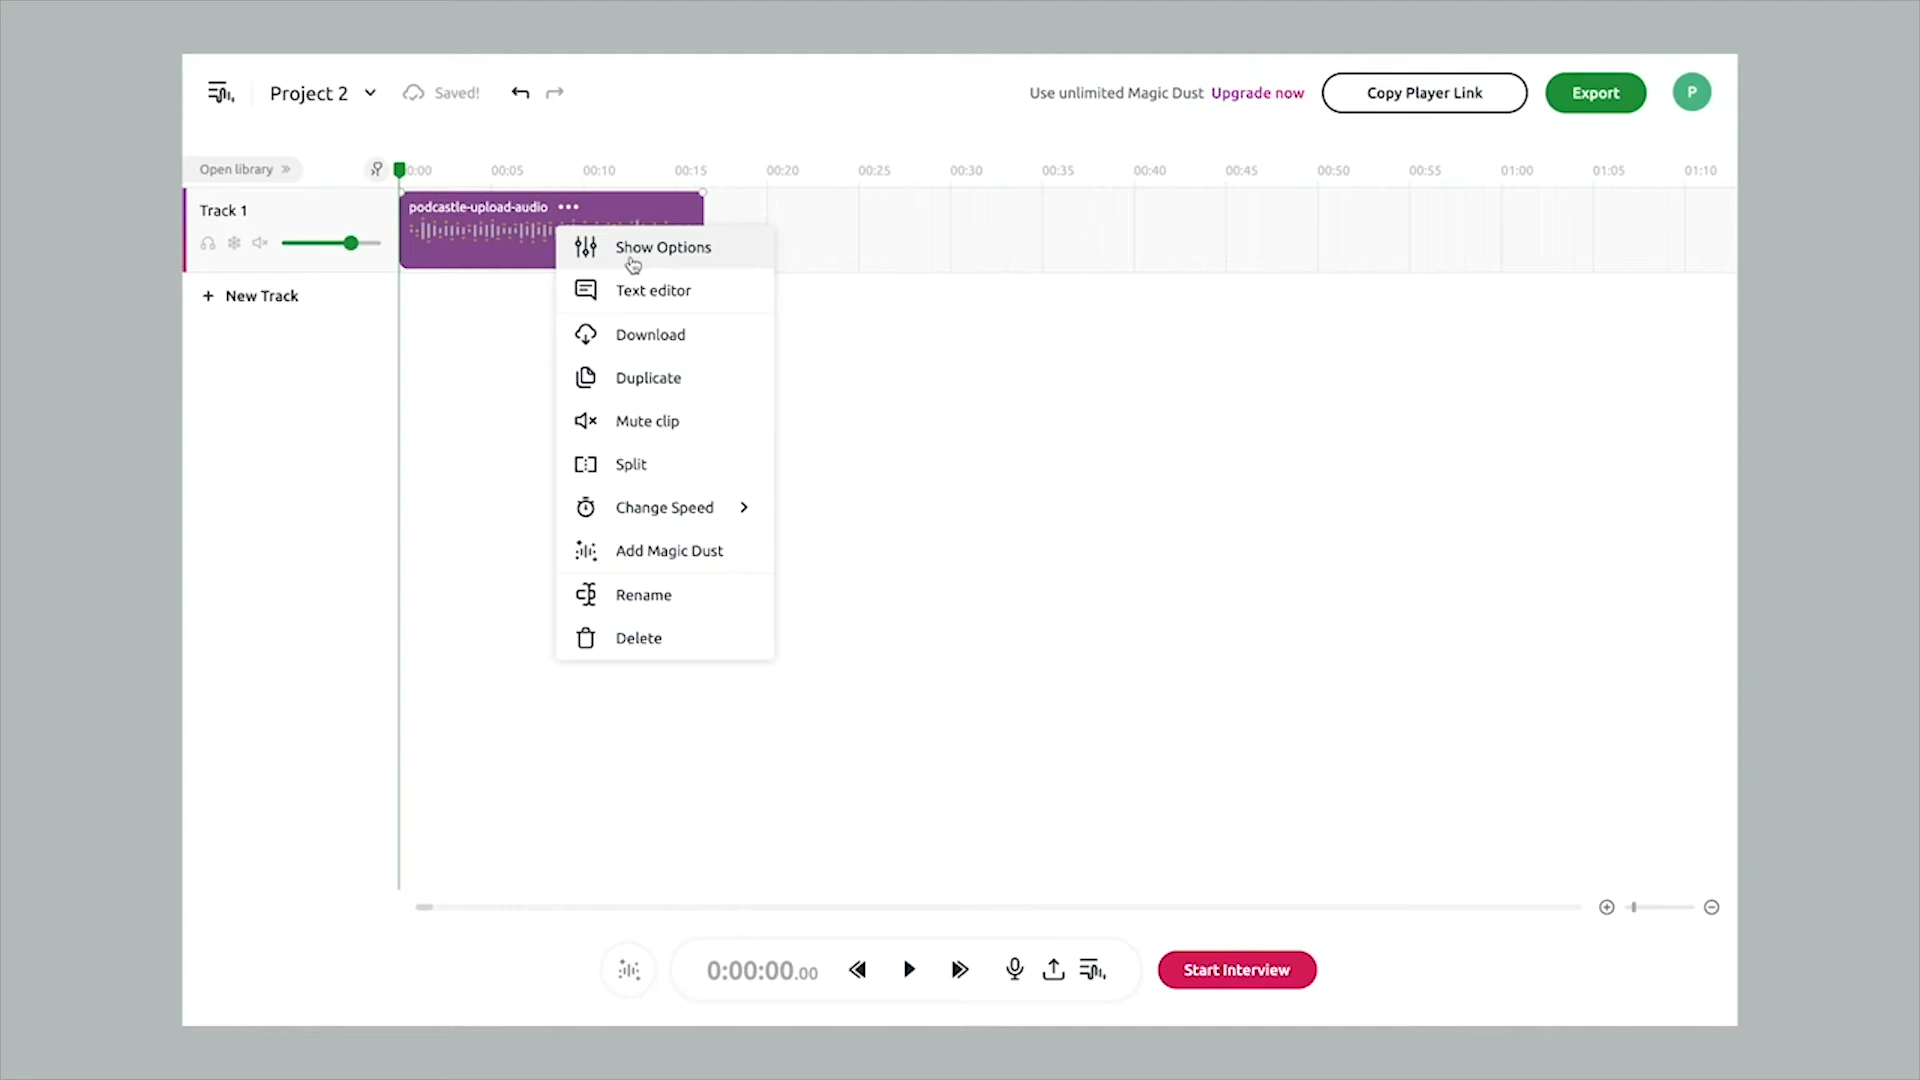 Project 2
Saved!
Use unlimited Magic Dust Upgrade now
Copy Player Link
Export
P
Open library »
0:00 00:05 00:10 00:15 00:20 00:25 00:30 00:35 00:40 00:45 00:50 00:55 01:00 01:05 01:10
Track 1
podcastle-upload-audio •••
Show Options
+ New Track
Text editor
Download
Duplicate
Mute clip
Split
Change Speed
Add Magic Dust
Rename
Delete
0:00:00.00
Start Interview